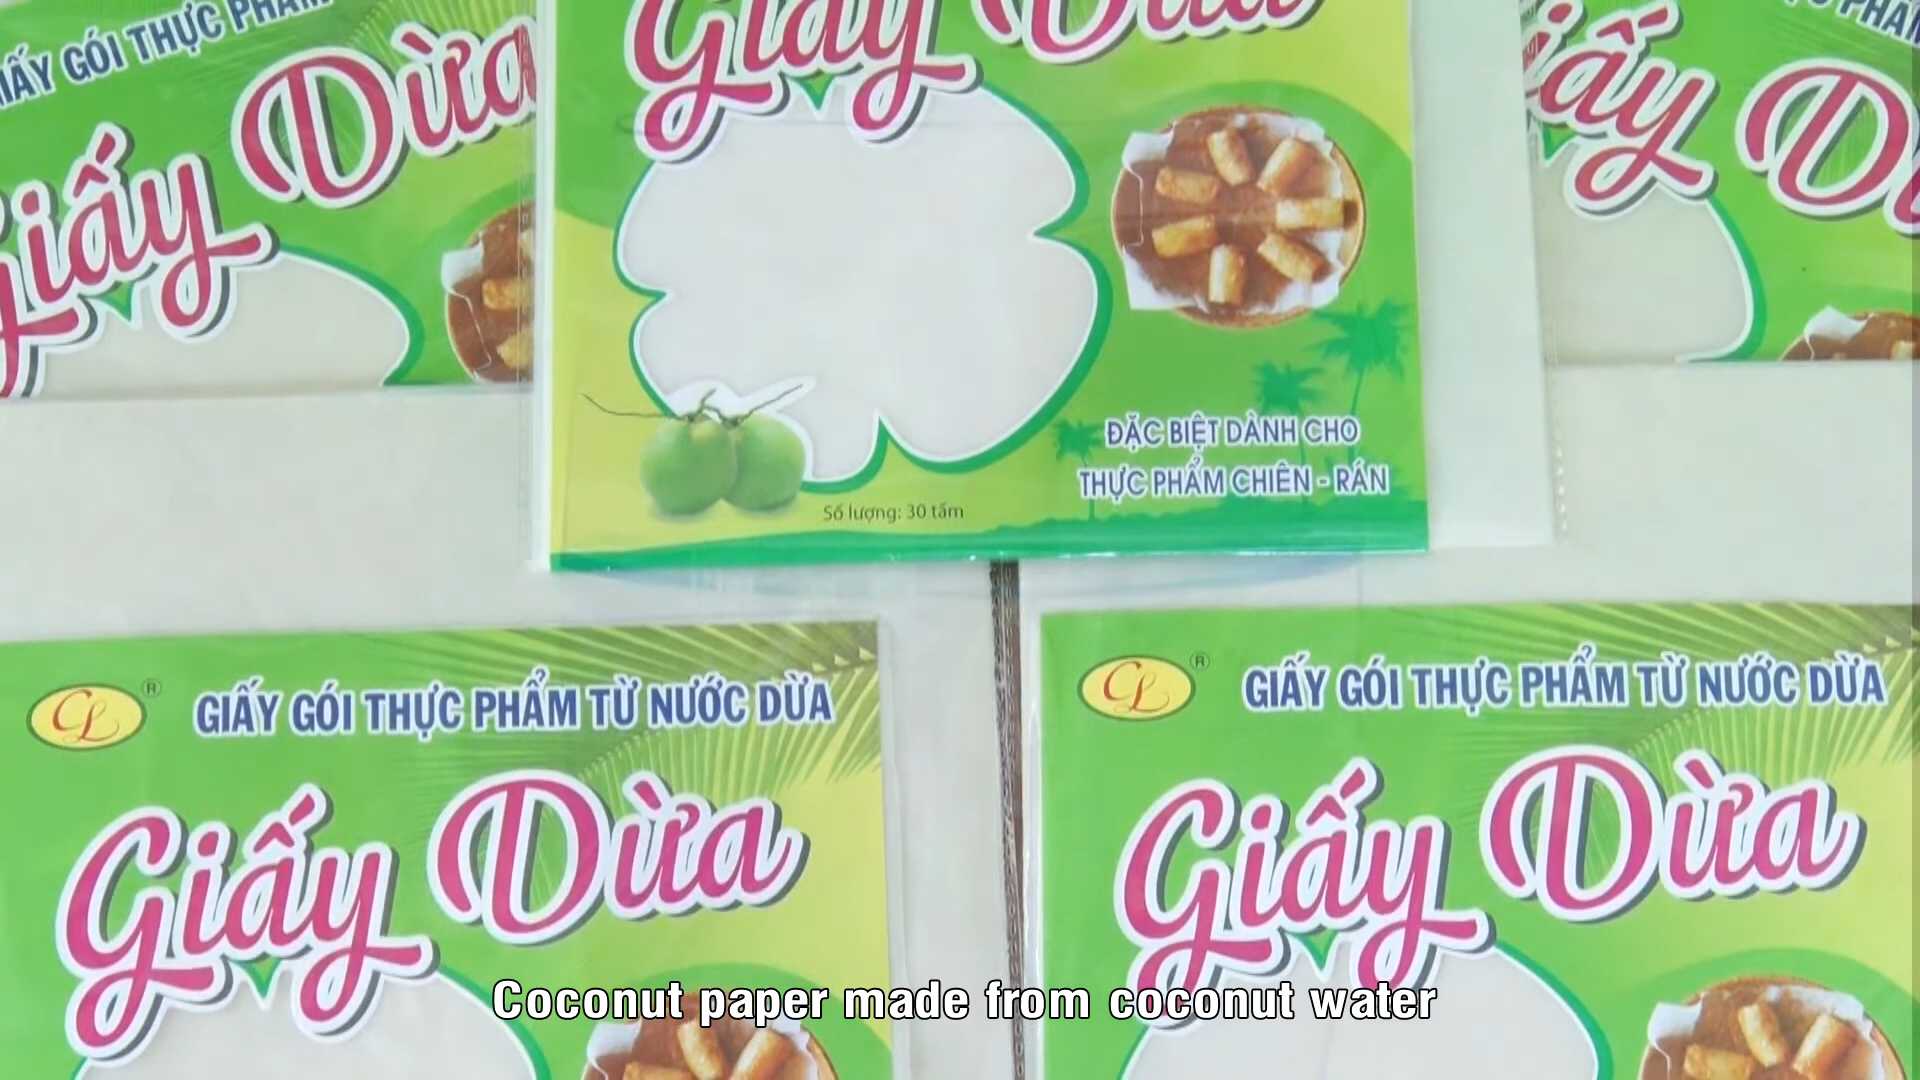 GIẤY GÓI THỰC PHẨM
Giấy Dừa
Giấy Dừa
ĐẶC BIỆT DÀNH CHO
THỰC PHẨM CHIÊN - RÁN
Số lượng: 30 tấm
CL ® GIẤY GÓI THỰC PHẨM TỪ NƯỚC DỪA
Giấy Dừa
CL ® GIẤY GÓI THỰC PHẨM TỪ NƯỚC DỪA
Giấy Dừa
Coconut paper made from coconut water